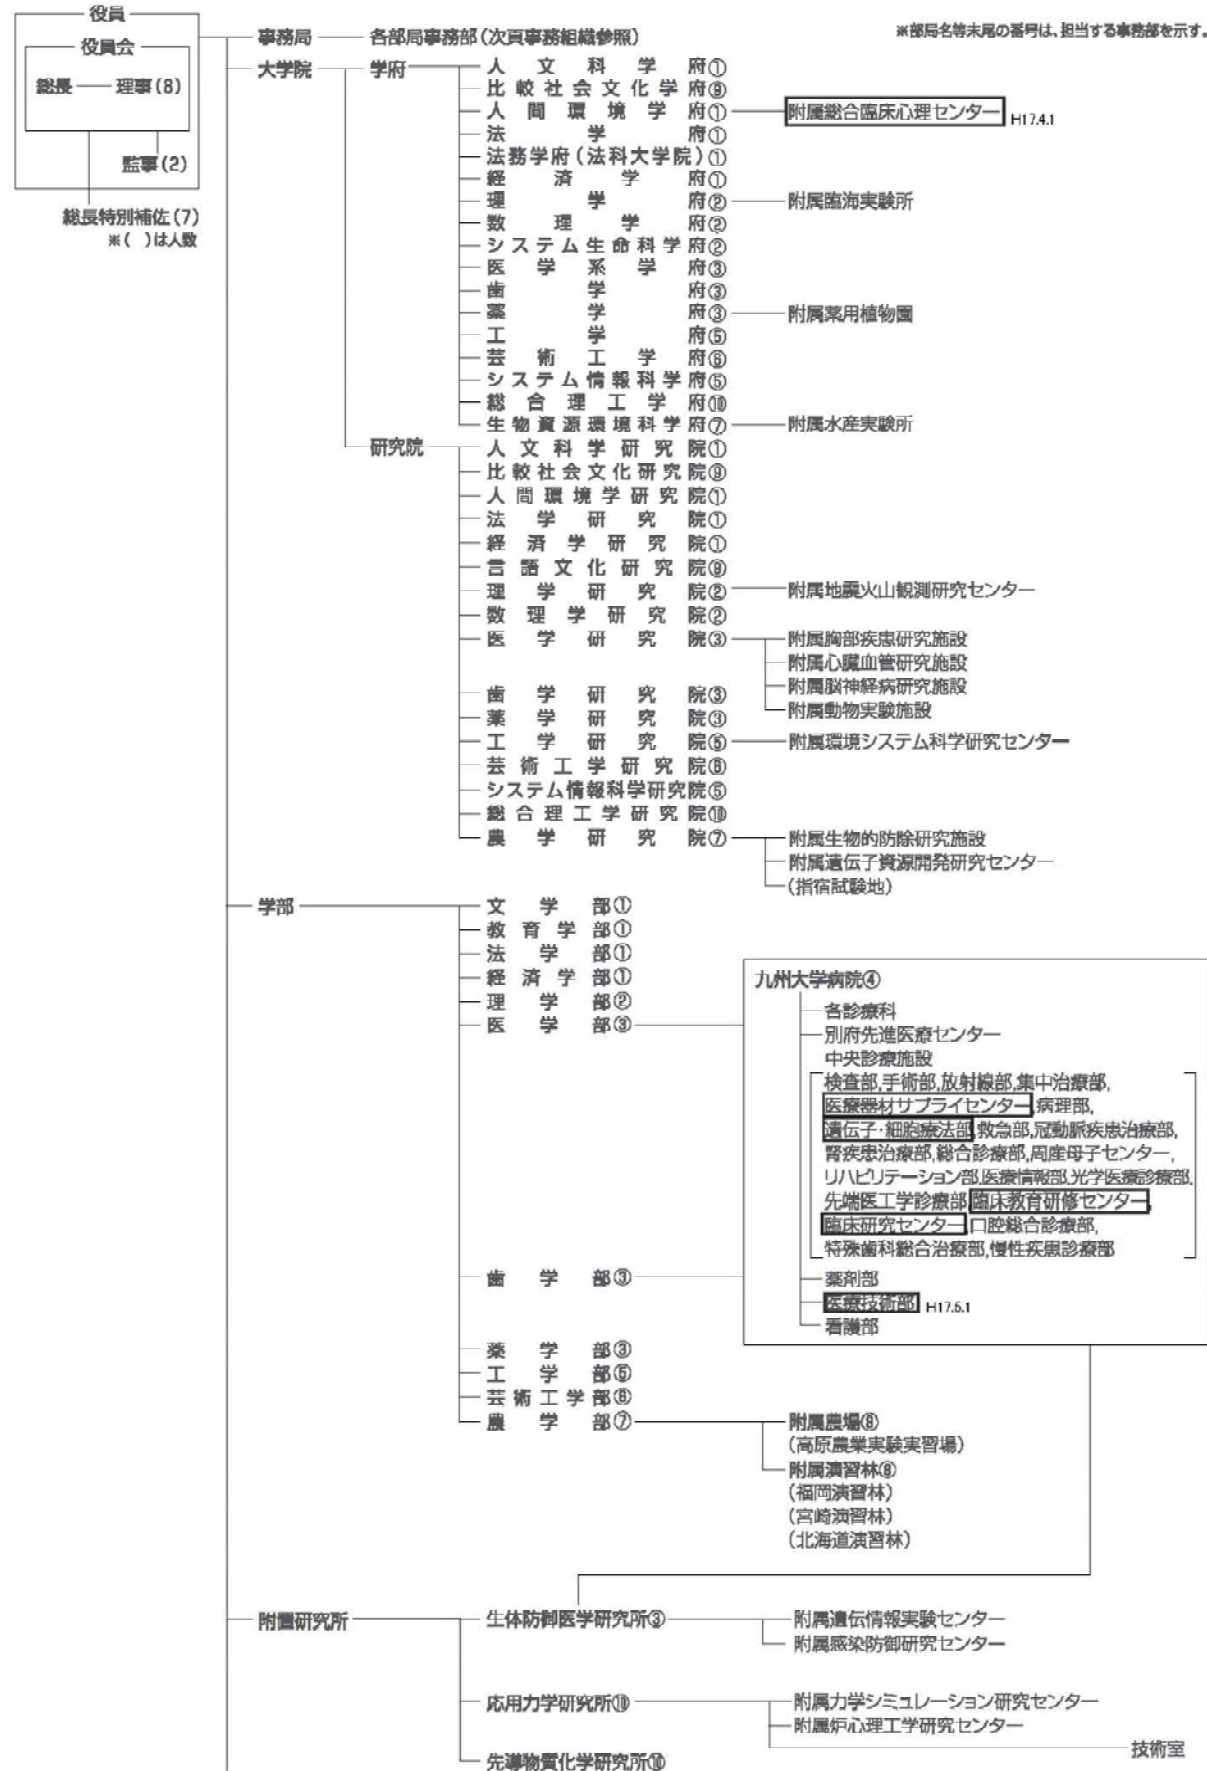 役員
役員会
総長 理事(8)
監事(2)
総長特別補佐(7)
※( )は人数
※部局名等末尾の番号は、担当する事務部を示す。
事務局 各部局事務部(次頁事務組織参照)
大学院 学府 人文科学府①
比較社会文化学府⑨
人間環境学府① 附属総合臨床心理センター H17.4.1
法学府①
法務学府(法科大学院)①
経済学府①
理学府② 附属臨海実験所
数理学府②
システム生命科学府②
医学系学府③
歯学府③
薬学府③ 附属薬用植物園
工学府⑤
芸術工学府⑥
システム情報科学府⑤
総合理工学府⑩
生物資源環境科学府⑦ 附属水産実験所
研究院 人文科学研究院①
比較社会文化研究院⑨
人間環境学研究院①
法学研究院①
経済学研究院①
言語文化研究院⑨
理学研究院② 附属地震火山観測研究センター
数理学研究院②
医学研究院③ 附属胸部疾患研究施設
附属心臓血管研究施設
附属脳神経病研究施設
附属動物実験施設
歯学研究院③
薬学研究院③
工学研究院⑤ 附属環境システム科学研究センター
芸術工学研究院⑥
システム情報科学研究院⑤
総合理工学研究院⑩
農学研究院⑦ 附属生物的防除研究施設
附属遺伝子資源開発研究センター
(指宿試験地)
学部 文学部①
教育学部①
法学部①
経済学部①
理学部②
医学部③
歯学部③
薬学部③
工学部⑤
芸術工学部⑥
農学部⑦ 附属農場⑧
(高原農業実験実習場)
附属演習林⑧
(福岡演習林)
(宮崎演習林)
(北海道演習林)
九州大学病院④
各診療科
別府先進医療センター
中央診療施設
検査部,手術部,放射線部,集中治療部,
医療器材サプライセンター,病理部,
遺伝子・細胞療法部,救急部,冠動脈疾患治療部,
腎疾患治療部,総合診療部,周産母子センター,
リハビリテーション部,医療情報部,光学医療診療部,
先端医工学診療部,臨床教育研修センター,
臨床研究センター,口腔総合診療部,
特殊歯科総合治療部,慢性疾患診療部
薬剤部
医療技術部 H17.5.1
看護部
附置研究所 生体防御医学研究所③ 附属遺伝情報実験センター
附属感染防御研究センター
応用力学研究所⑩ 附属力学シミュレーション研究センター
附属炉心理工学研究センター
技術室
先導物質化学研究所⑩